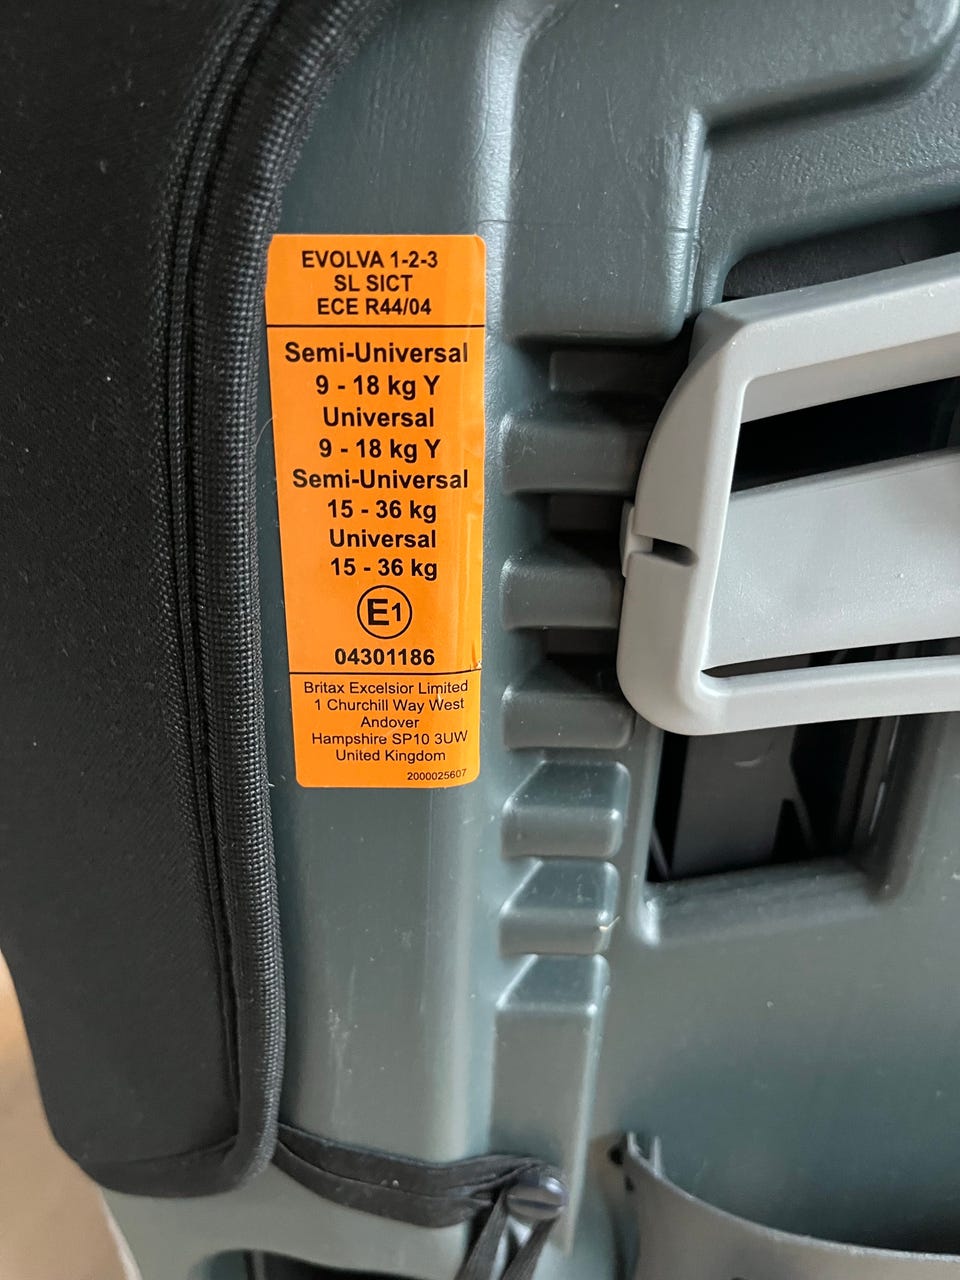 EVOLVA 1-2-3
SL SICT
ECE R44/04
Semi-Universal
9 - 18 kg Y
Universal
9 - 18 kg Y
Semi-Universal
15 - 36 kg
Universal
15 - 36 kg
E1
04301186
Britax Excelsior Limited
1 Churchill Way West
Andover
Hampshire SP10 3UW
United Kingdom
2000025607